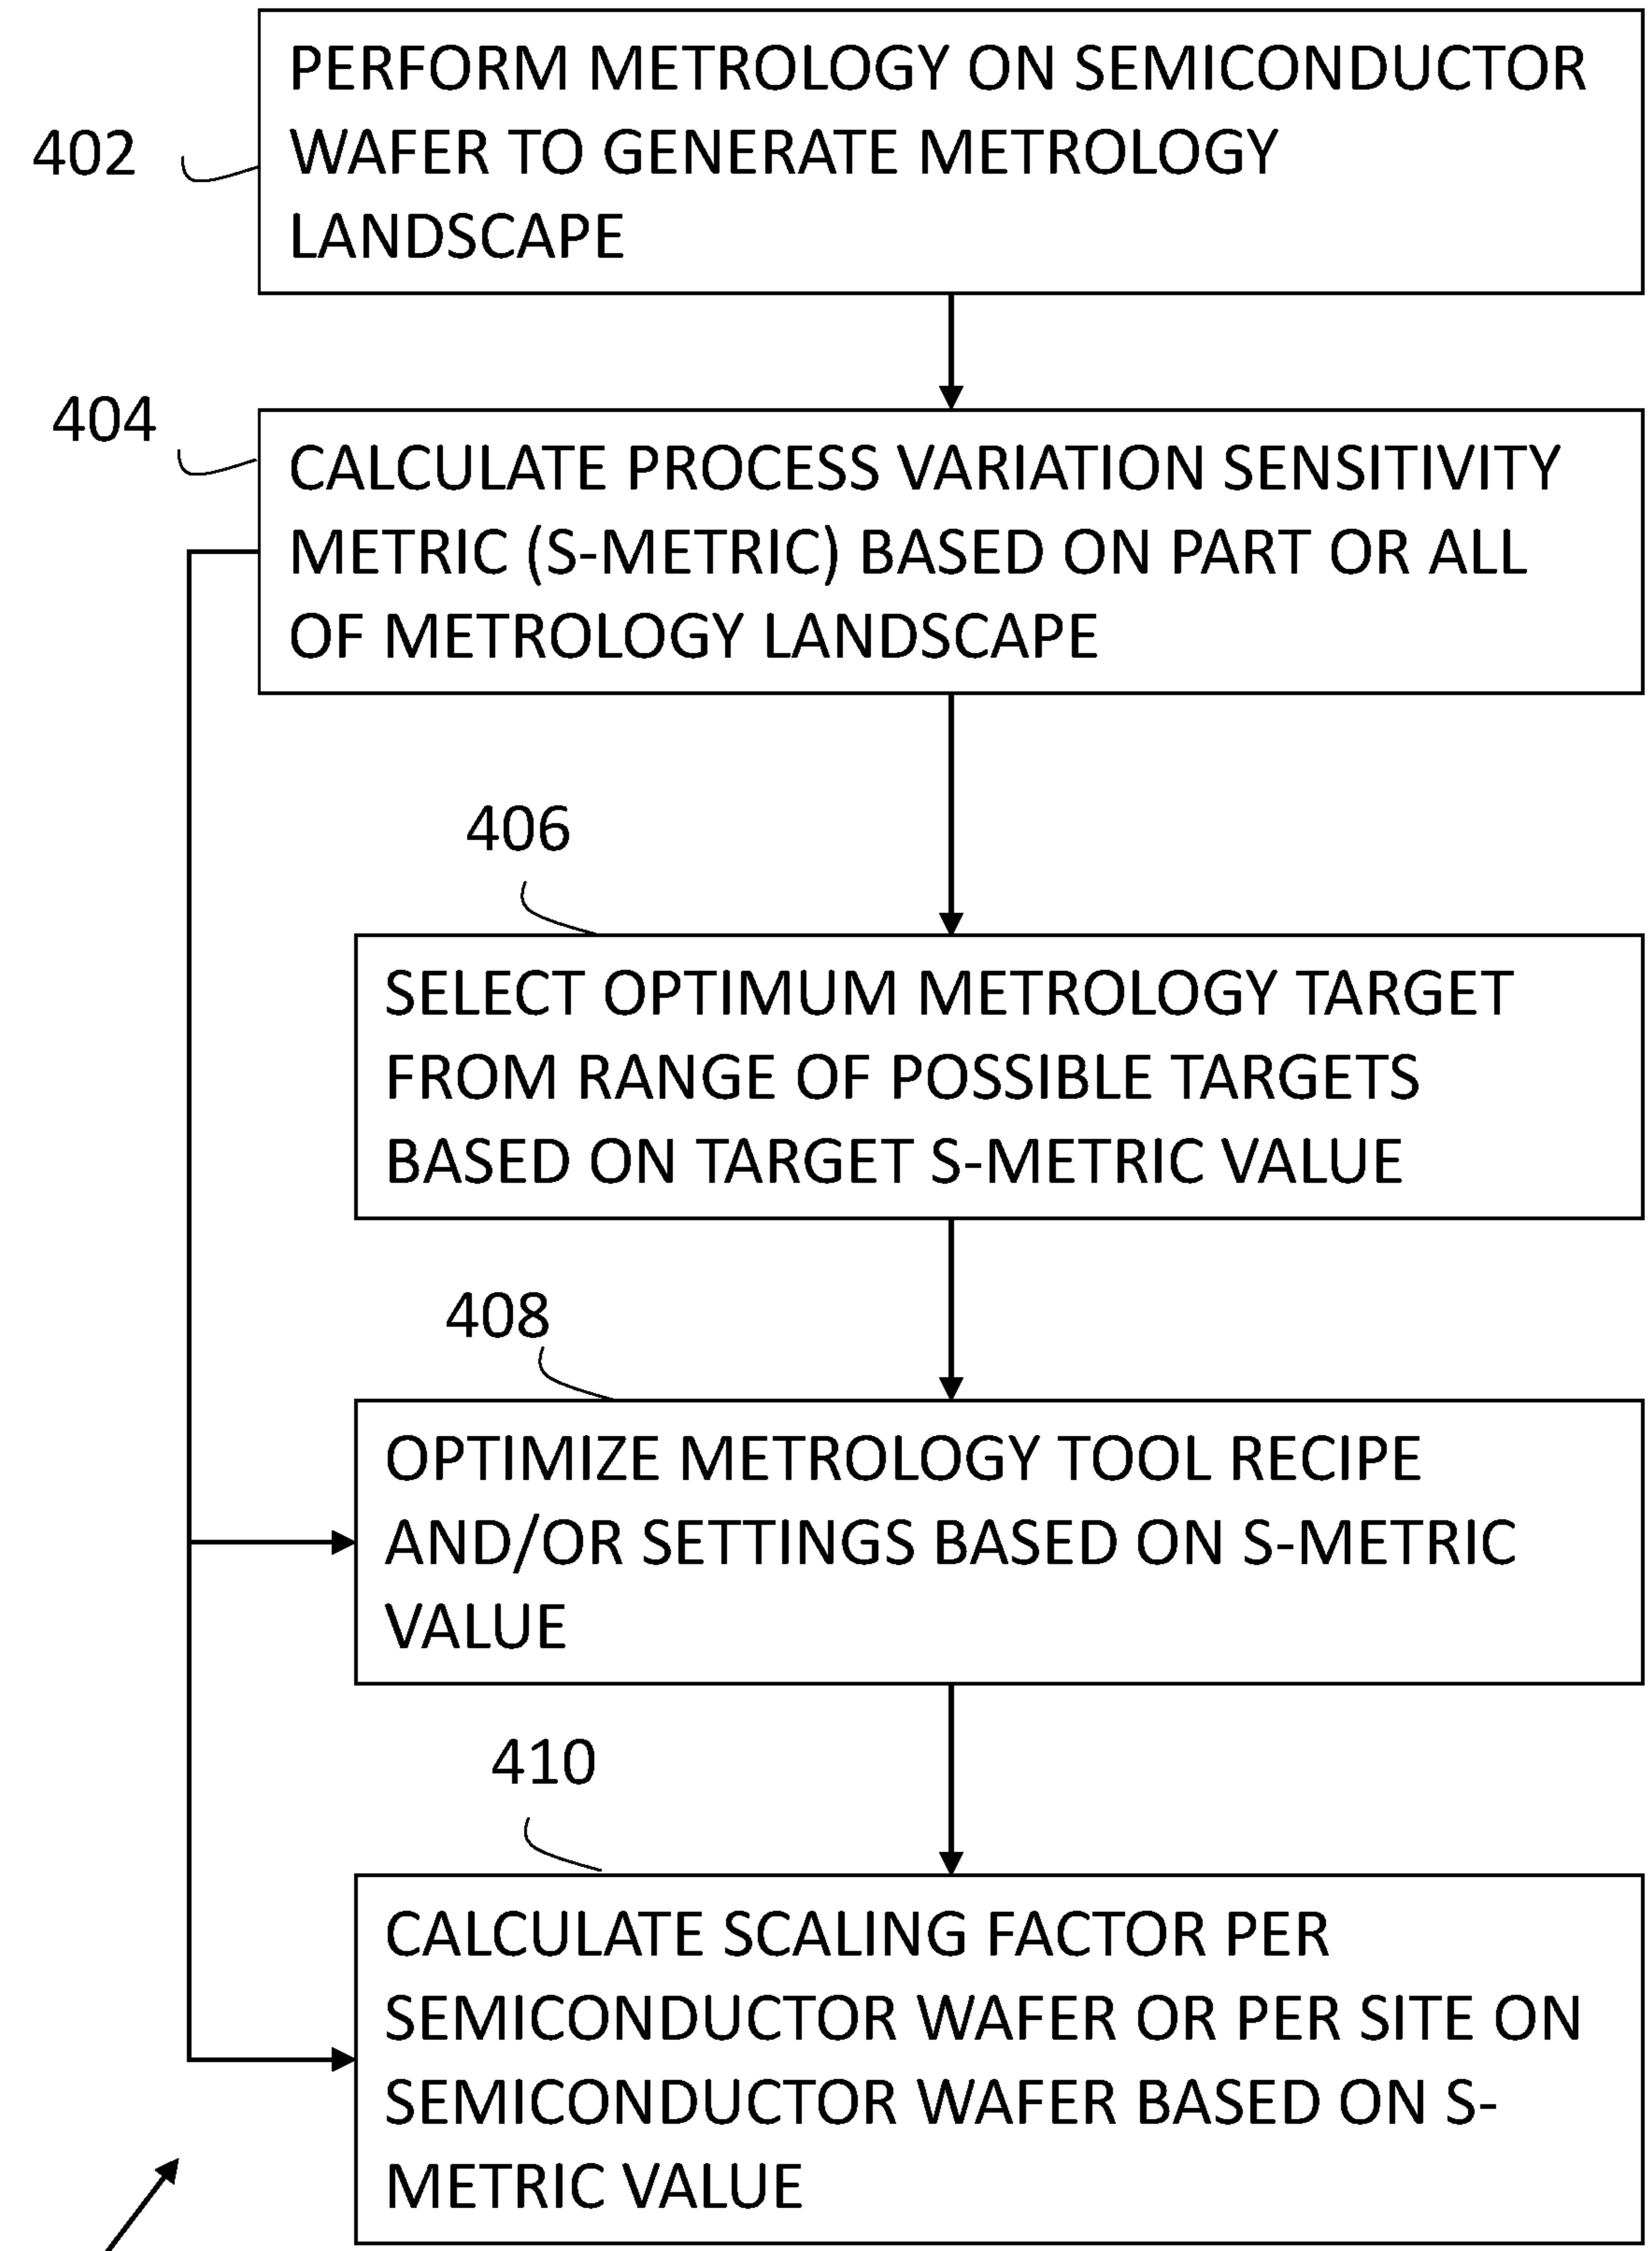 402
PERFORM METROLOGY ON SEMICONDUCTOR
WAFER TO GENERATE METROLOGY
LANDSCAPE
404
CALCULATE PROCESS VARIATION SENSITIVITY
METRIC (S-METRIC) BASED ON PART OR ALL
OF METROLOGY LANDSCAPE
406
SELECT OPTIMUM METROLOGY TARGET
FROM RANGE OF POSSIBLE TARGETS
BASED ON TARGET S-METRIC VALUE
408
OPTIMIZE METROLOGY TOOL RECIPE
AND/OR SETTINGS BASED ON S-METRIC
VALUE
410
CALCULATE SCALING FACTOR PER
SEMICONDUCTOR WAFER OR PER SITE ON
SEMICONDUCTOR WAFER BASED ON S-
METRIC VALUE